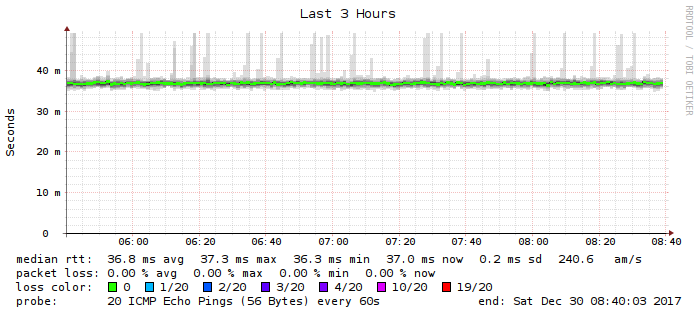 Last 3 Hours
RRDTOOL / TOBI OETIKER
Seconds
40 m
30 m
20 m
10 m
0
06:00 06:20 06:40 07:00 07:20 07:40 08:00 08:20 08:40
median rtt: 36.8 ms avg 37.3 ms max 36.3 ms min 37.0 ms now 0.2 ms sd 240.6 am/s
packet loss: 0.00 % avg 0.00 % max 0.00 % min 0.00 % now
loss color: 0 1/20 2/20 3/20 4/20 10/20 19/20
probe: 20 ICMP Echo Pings (56 Bytes) every 60s end: Sat Dec 30 08:40:03 2017